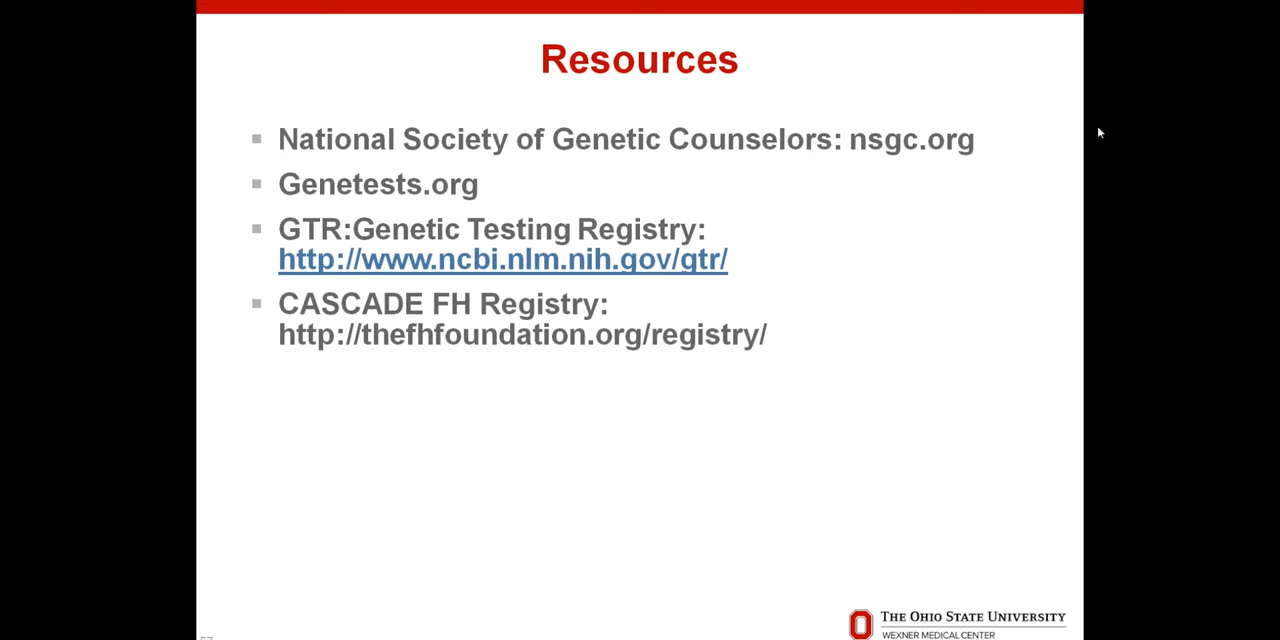 Resources
National Society of Genetic Counselors: nsgc.org
Genetests.org
GTR:Genetic Testing Registry:
http://www.ncbi.nlm.nih.gov/gtr/
CASCADE FH Registry:
http://thefhfoundation.org/registry/
THE OHIO STATE UNIVERSITY
WEXNER MEDICAL CENTER